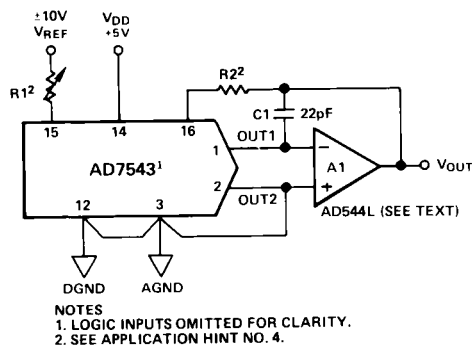 ±10V
VREF
VDD
+5V
R1²
R2²
C1
22pF
15
14
16
OUT1
1
AD7543¹
2
OUT2
12
3
−
A1
+
VOUT
AD544L (SEE TEXT)
DGND
AGND
NOTES
1. LOGIC INPUTS OMITTED FOR CLARITY.
2. SEE APPLICATION HINT NO. 4.